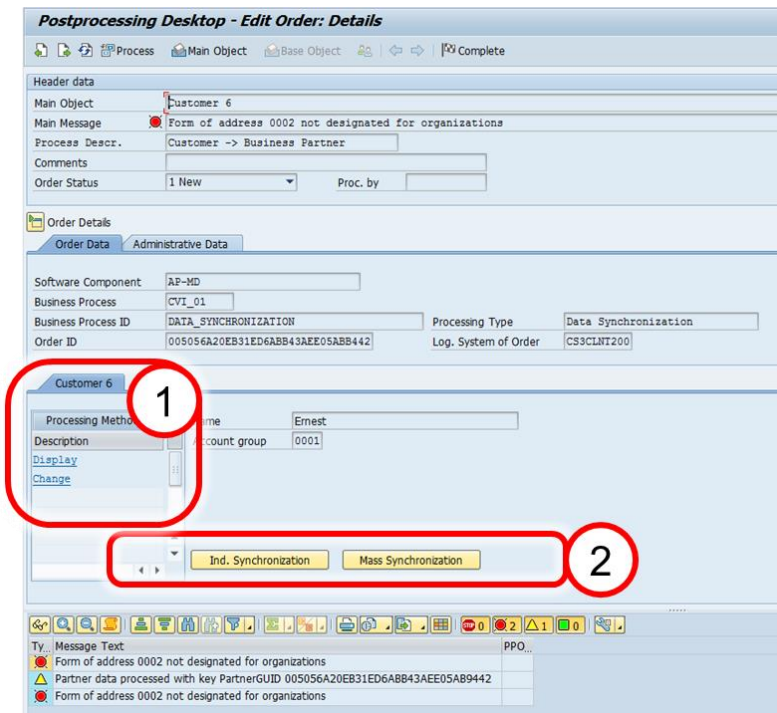 Postprocessing Desktop - Edit Order: Details
Process Main Object Base Object Complete
Header data
Main Object Customer 6
Main Message Form of address 0002 not designated for organizations
Process Descr. Customer -> Business Partner
Comments
Order Status 1 New Proc. by
Order Details
Order Data Administrative Data
Software Component AP-MD
Business Process CVI_01
Business Process ID DATA_SYNCHRONIZATION Processing Type Data Synchronization
Order ID 005056A20EB31ED6ABB43AEE05ABB442 Log. System of Order CS3CLNT200
Customer 6
1
Processing Metho Name Ernest
Description Account group 0001
Display
Change
Ind. Synchronization Mass Synchronization
2
STOP 0 2 1 0
Ty... Message Text PPO...
Form of address 0002 not designated for organizations
Partner data processed with key PartnerGUID 005056A20EB31ED6ABB43AEE05AB9442
Form of address 0002 not designated for organizations